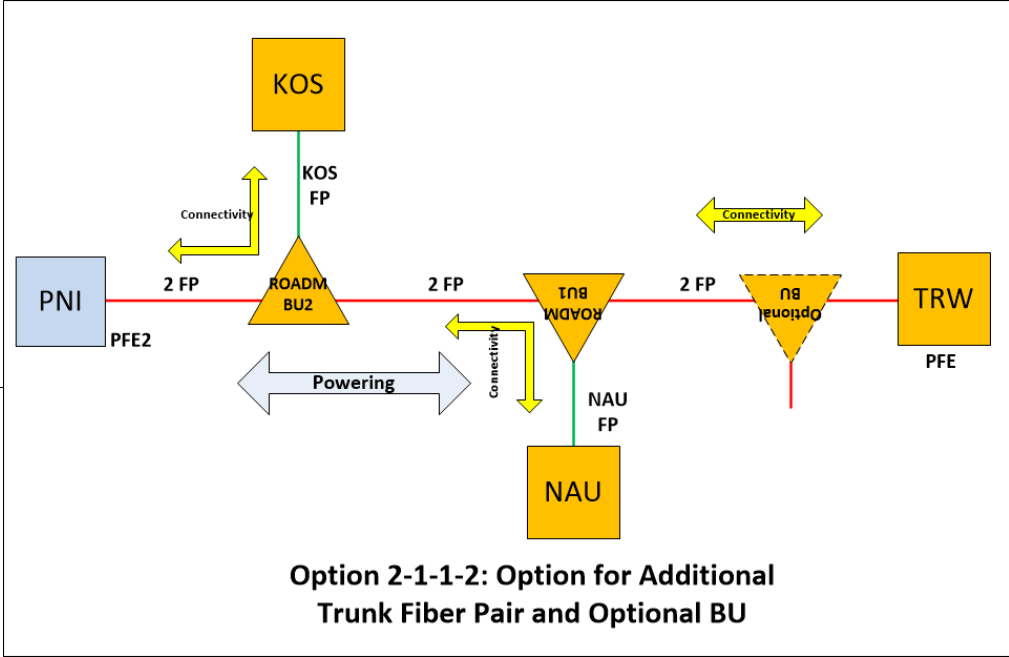 KOS
KOS
FP
Connectivity
Connectivity
PNI
2 FP
ROADM
BU2
2 FP
ROADM
BU1
2 FP
Optional
BU
TRW
PFE2
PFE
Powering
Connectivity
NAU
FP
NAU
Option 2-1-1-2: Option for Additional
Trunk Fiber Pair and Optional BU